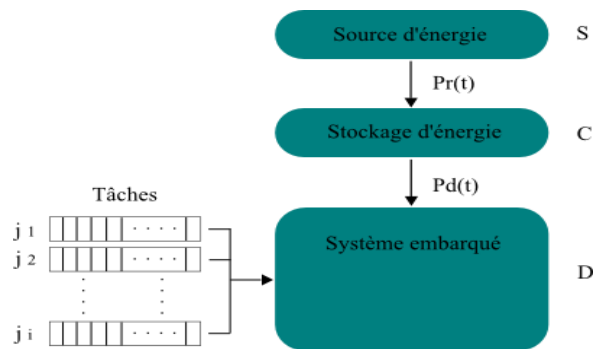 Source d'énergie
S
Pr(t)
Stockage d'énergie
C
Pd(t)
Tâches
j 1
j 2
j i
Système embarqué
D